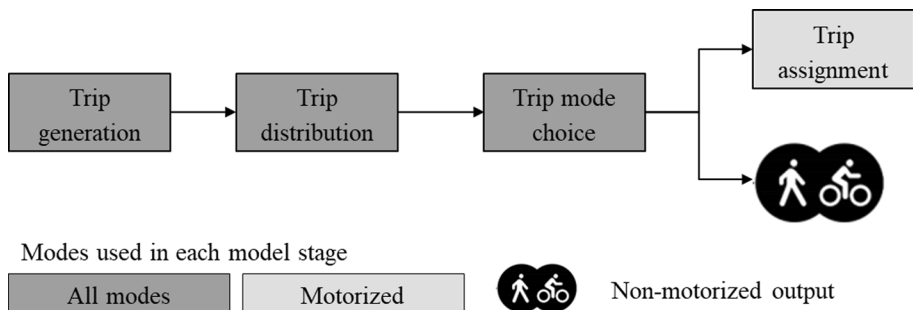 Trip
generation
Trip
distribution
Trip mode
choice
Trip
assignment
Modes used in each model stage
All modes
Motorized
Non-motorized output